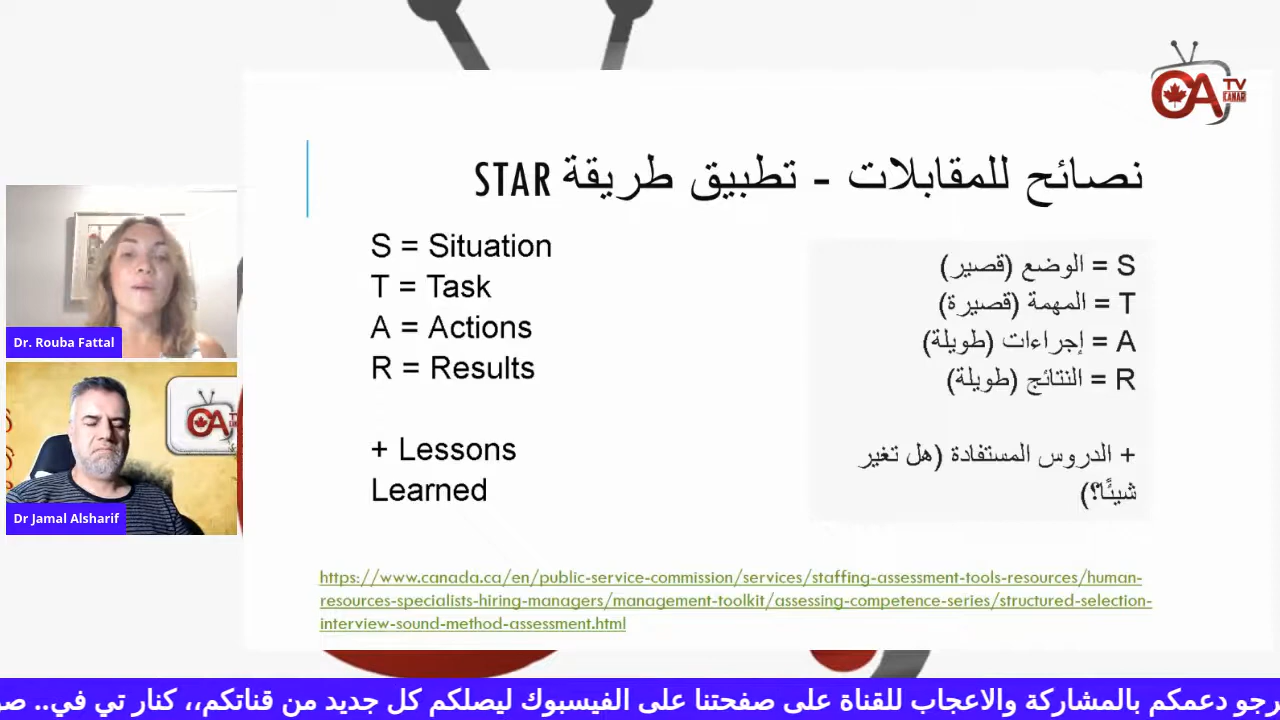 CA TV
CANAR
نصائح للمقابلات - تطبيق طريقة STAR
S = Situation
T = Task
A = Actions
R = Results
+ Lessons
Learned
S = الوضع (قصير)
T = المهمة (قصيرة)
A = إجراءات (طويلة)
R = النتائج (طويلة)
+ الدروس المستفادة (هل تغير
شيئًا؟)
https://www.canada.ca/en/public-service-commission/services/staffing-assessment-tools-resources/human-
resources-specialists-hiring-managers/management-toolkit/assessing-competence-series/structured-selection-
interview-sound-method-assessment.html
Dr. Rouba Fattal
CA
Dr Jamal Alsharif
دعمكم بالمشاركة والاعجاب للقناة على صفحتنا على الفيسبوك ليصلكم كل جديد من قناتكم،، كنار تي في..